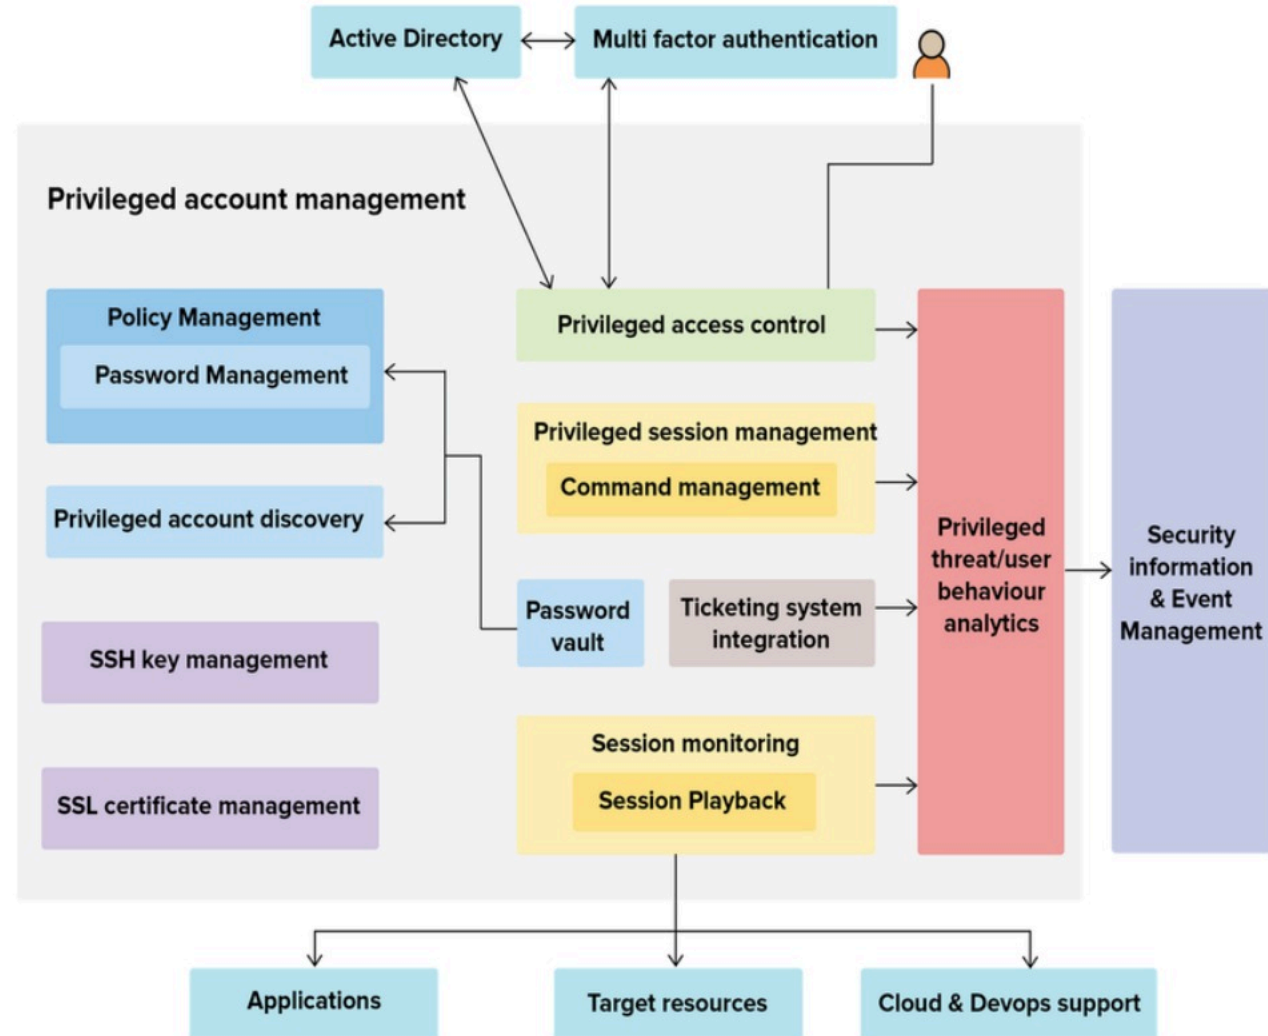 Active Directory
Multi factor authentication
Privileged account management
Policy Management
Password Management
Privileged account discovery
SSH key management
SSL certificate management
Privileged access control
Privileged session management
Command management
Password
vault
Ticketing system
integration
Session monitoring
Session Playback
Privileged
threat/user
behaviour
analytics
Security
information
& Event
Management
Applications
Target resources
Cloud & Devops support